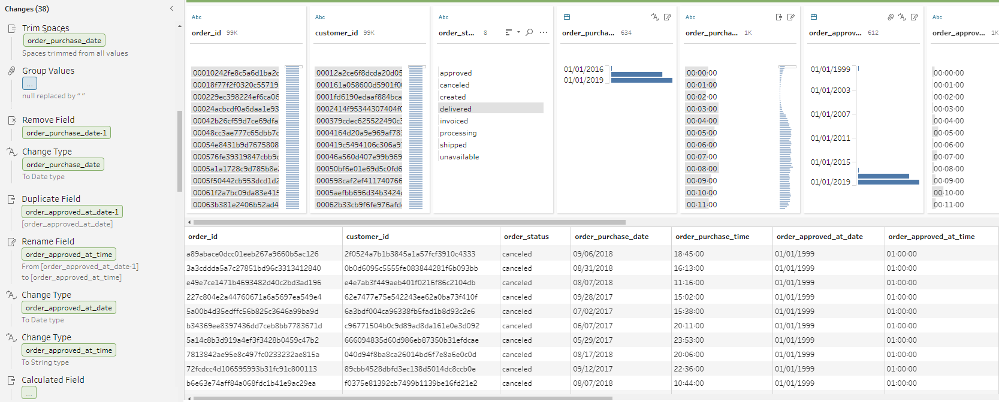 Changes (38)
Trim Spaces
order_purchase_date
Spaces trimmed from all values
Group Values
...
null replaced by “ ”
Remove Field
order_purchase_date-1
Change Type
order_purchase_date
To Date type
Duplicate Field
order_approved_at_date-1
[order_approved_at_date]
Rename Field
order_approved_at_time
From [order_approved_at_date-1]
to [order_approved_at_time]
Change Type
order_approved_at_date
To Date type
Change Type
order_approved_at_time
To String type
Calculated Field
...
Abc
order_id 99K
00010242fe8c5a6d1ba2c
00018f77f2f0320c55719
000229ec398224ef6ca06
00024acbcdf0a6daa1e93
00042b26cf59d7ce69dfa
00048cc3ae777c65dbb7c
00054e8431b9d7675808
000576fe39319847cbb9c
0005a1a1728c9d785b8e
0005f50442cb953dcd1d2
00061f2a7bc09da83e415
00063b381e2406b52ad4
Abc
customer_id 99K
00012a2ce6f8dcda20d05
000161a058600d5901f0
0001fd6190edaaf884bca
0002414f95344307404f
000379cdec625522490c
0004164d20a9e969af78
000419c5494106c306a9
00046a560d407e99b969
00050bf6e01e69d5c0fd6
000598caf2ef411740766
0005aefbb696d34b3424
00062b33cb9f6fe976afd
Abc
order_st... 8 ...
approved
canceled
created
delivered
invoiced
processing
shipped
unavailable
order_purcha... 634
01/01/2016
01/01/2019
Abc
order_purcha... 1K
00:00:00
00:01:00
00:02:00
00:03:00
00:04:00
00:05:00
00:06:00
00:07:00
00:08:00
00:09:00
00:10:00
00:11:00
order_approv... 612
01/01/1999
01/01/2003
01/01/2007
01/01/2011
01/01/2015
01/01/2019
Abc
order_approv... 1K
00:00:00
00:01:00
00:02:00
00:03:00
00:04:00
00:05:00
00:06:00
00:07:00
00:08:00
00:09:00
00:10:00
00:11:00
order_id customer_id order_status order_purchase_date order_purchase_time order_approved_at_date order_approved_at_time
a89abace0dcc01eeb267a9660b5ac126 2f0524a7b1b3845a1a57fcf3910c4333 canceled 09/06/2018 18:45:00 01/01/1999 01:00:00
3a3cddda5a7c27851bd96c3313412840 0b0d6095c5555fe083844281f6b093bb canceled 08/31/2018 16:13:00 01/01/1999 01:00:00
e49e7ce1471b4693482d40c2bd3ad196 e4e7ab3f449aeb401f0216f86c2104db canceled 08/07/2018 11:16:00 01/01/1999 01:00:00
227c804e2a44760671a6a5697ea549e4 62e7477e75e542243ee62a0ba73f410f canceled 09/28/2017 15:02:00 01/01/1999 01:00:00
5a00b4d35edffc56b825c3646a99ba9d 6a3bdf004ca96338fb5fad1b8d93c2e6 canceled 07/02/2017 15:38:00 01/01/1999 01:00:00
b34369ee8397436dd7ceb8bb7783671d c96771504b0c9d89ad8da161e0e3d092 canceled 06/07/2017 20:11:00 01/01/1999 01:00:00
5a14c8b3d919a4ef3f3428b0459c47b2 666094835d60d986eb87350b31efdcae canceled 05/29/2017 23:53:00 01/01/1999 01:00:00
7813842ae95e8c497fc0233232ae815a 040d94f8ba8ca26014bd6f7e8a6e0c0d canceled 08/17/2018 20:06:00 01/01/1999 01:00:00
72fcdcc4d106595993b31fc91c800113 89cbb4528dbfd3ec138d5014dc8ccb0e canceled 09/12/2017 22:36:00 01/01/1999 01:00:00
b6e63e74aff84a068fdc1b41e9ac29ea f0375e81392cb7499b1139be16fd21e2 canceled 08/07/2018 10:44:00 01/01/1999 01:00:00